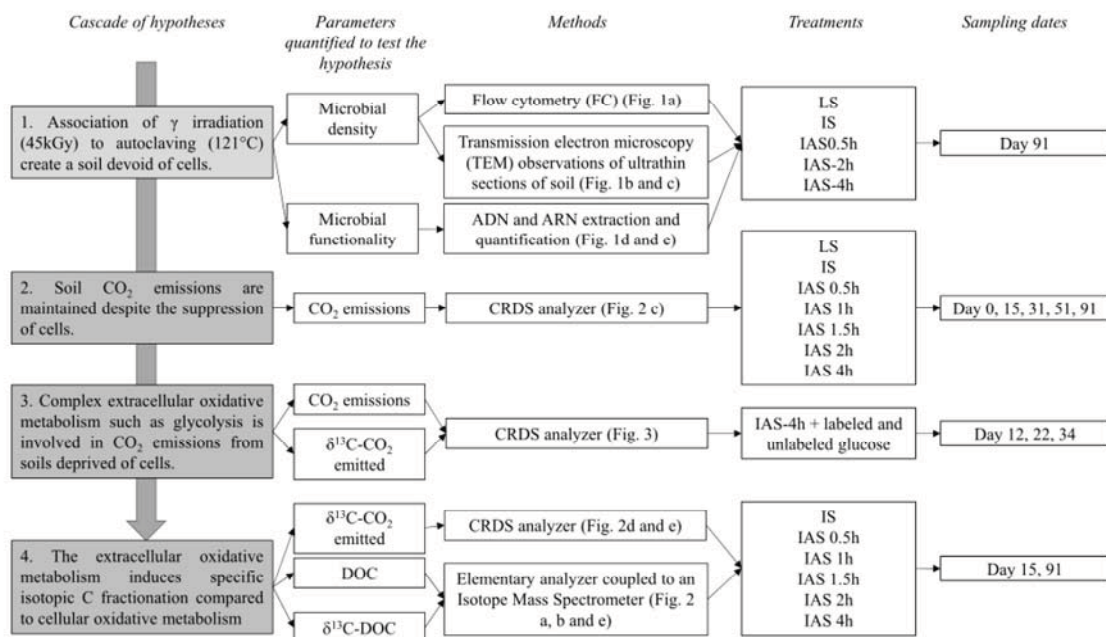 Cascade of hypotheses
Parameters
quantified to test the
hypothesis
Methods
Treatments
Sampling dates
1. Association of γ irradiation
(45kGy) to autoclaving (121°C)
create a soil devoid of cells.
Microbial
density
Microbial
functionality
Flow cytometry (FC) (Fig. 1a)
Transmission electron microscopy
(TEM) observations of ultrathin
sections of soil (Fig. 1b and c)
ADN and ARN extraction and
quantification (Fig. 1d and e)
LS
IS
IAS0.5h
IAS-2h
IAS-4h
Day 91
2. Soil CO₂ emissions are
maintained despite the suppression
of cells.
CO₂ emissions
CRDS analyzer (Fig. 2 c)
LS
IS
IAS 0.5h
IAS 1h
IAS 1.5h
IAS 2h
IAS 4h
Day 0, 15, 31, 51, 91
3. Complex extracellular oxidative
metabolism such as glycolysis is
involved in CO₂ emissions from
soils deprived of cells.
CO₂ emissions
δ¹³C-CO₂
emitted
CRDS analyzer (Fig. 3)
IAS-4h + labeled and
unlabeled glucose
Day 12, 22, 34
4. The extracellular oxidative
metabolism induces specific
isotopic C fractionation compared
to cellular oxidative metabolism
δ¹³C-CO₂
emitted
DOC
δ¹³C-DOC
CRDS analyzer (Fig. 2d and e)
Elementary analyzer coupled to an
Isotope Mass Spectrometer (Fig. 2
a, b and e)
IS
IAS 0.5h
IAS 1h
IAS 1.5h
IAS 2h
IAS 4h
Day 15, 91